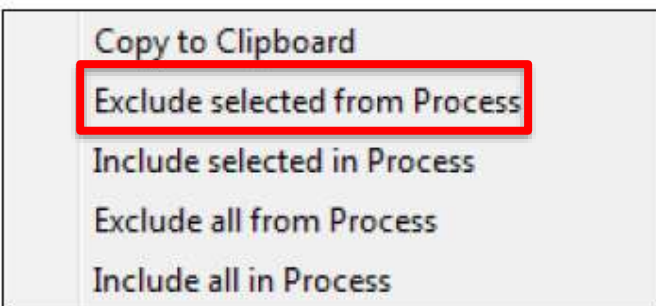 Copy to Clipboard
Exclude selected from Process
Include selected in Process
Exclude all from Process
Include all in Process